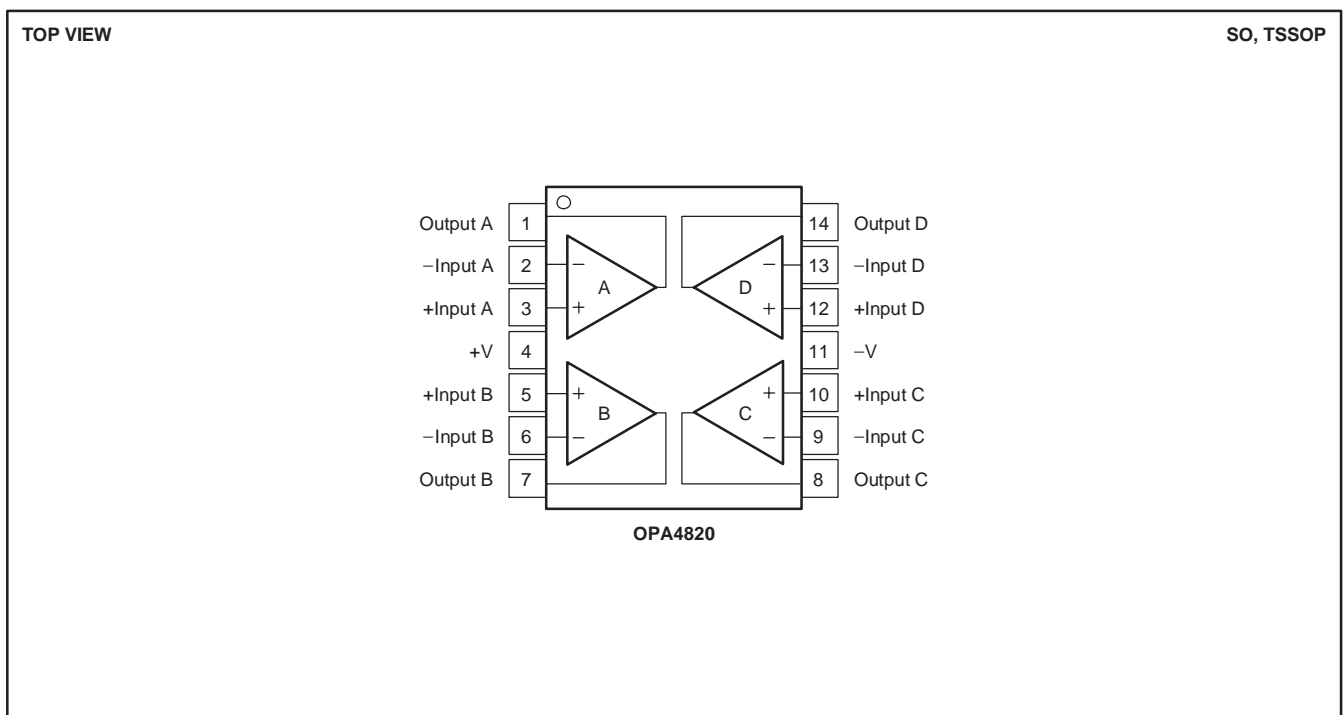 TOP VIEW
SO, TSSOP
Output A 1 14 Output D
−Input A 2 − − 13 −Input D
A D
+Input A 3 + + 12 +Input D
+V 4 11 −V
+Input B 5 + + 10 +Input C
B C
−Input B 6 − − 9 −Input C
Output B 7 8 Output C
OPA4820